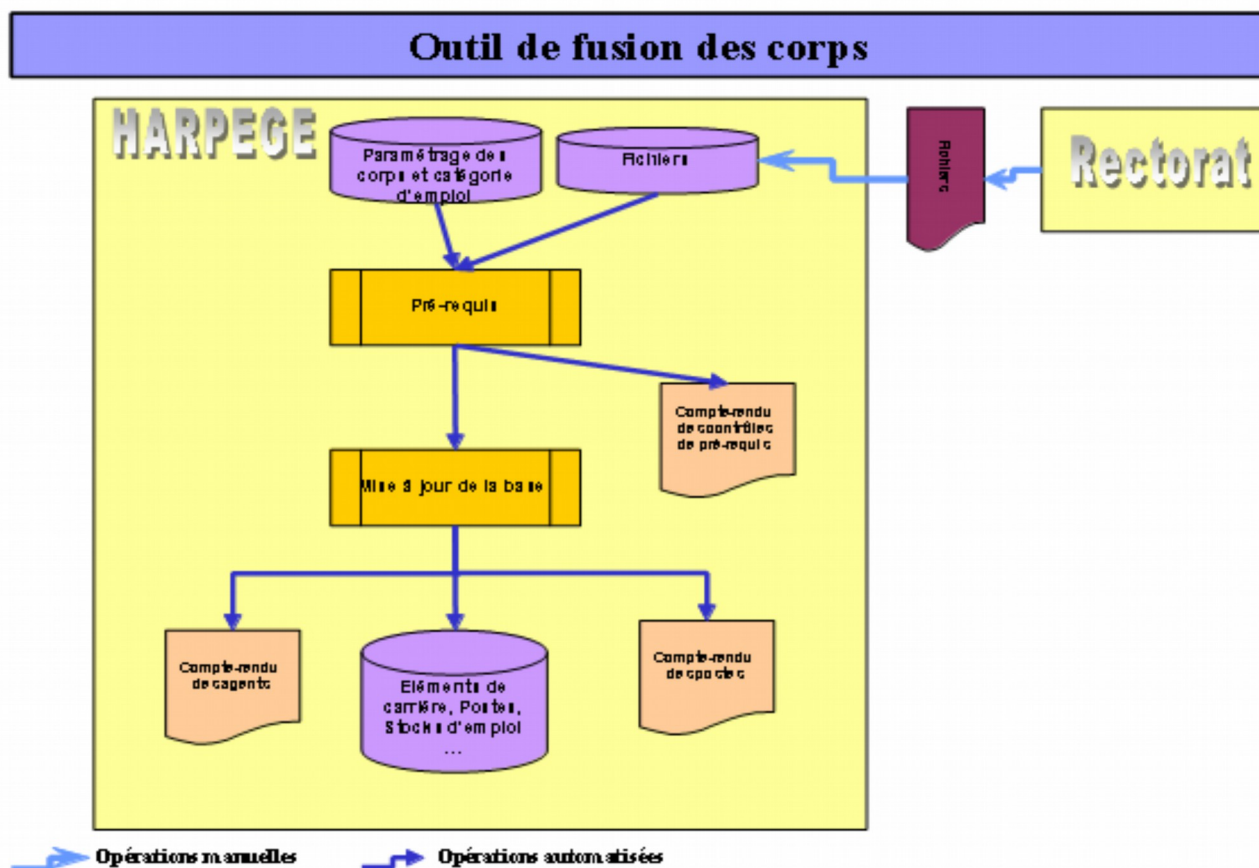 Outil de fusion des corps
HARPEGE
Paramétrage des
corps et catégorie
d'emploi
Fichiers
Fichiers
Rectorat
Pré-requis
Compte-rendu
des contrôles
de pré-requis
Mise à jour de la base
Compte-rendu
des agents
Eléments de
carrière, Postes,
Stocks d'emploi
...
Compte-rendu
des postes
Opérations manuelles
Opérations automatisées